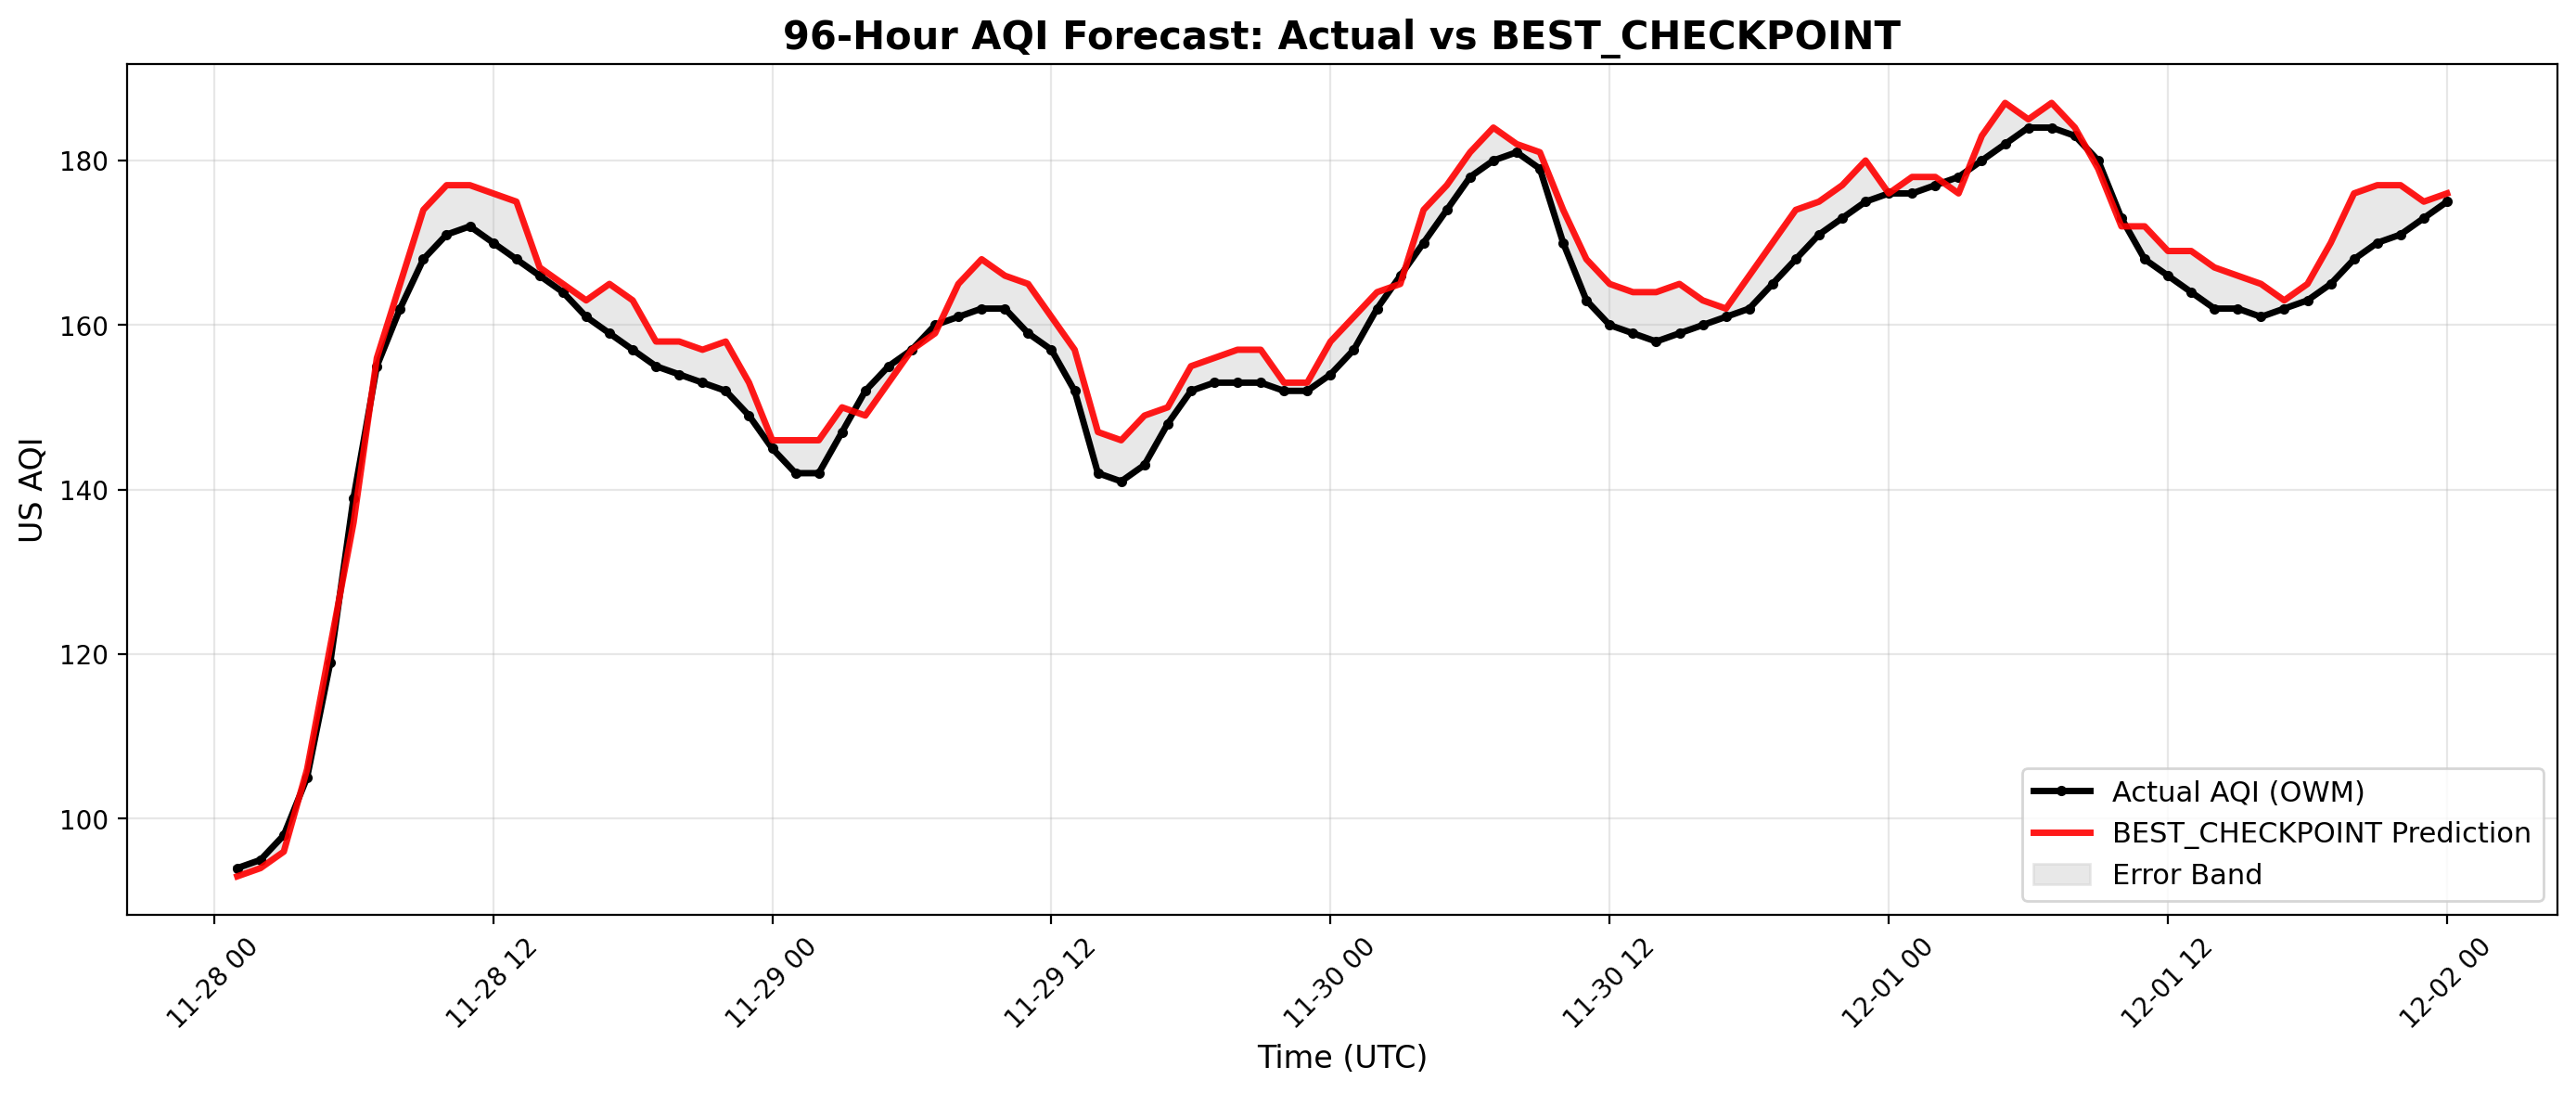 96-Hour AQI Forecast: Actual vs BEST_CHECKPOINT
US AQI
180
160
140
120
100
Actual AQI (OWM)
BEST_CHECKPOINT Prediction
Error Band
11-28 00
11-28 12
11-29 00
11-29 12
11-30 00
11-30 12
12-01 00
12-01 12
12-02 00
Time (UTC)